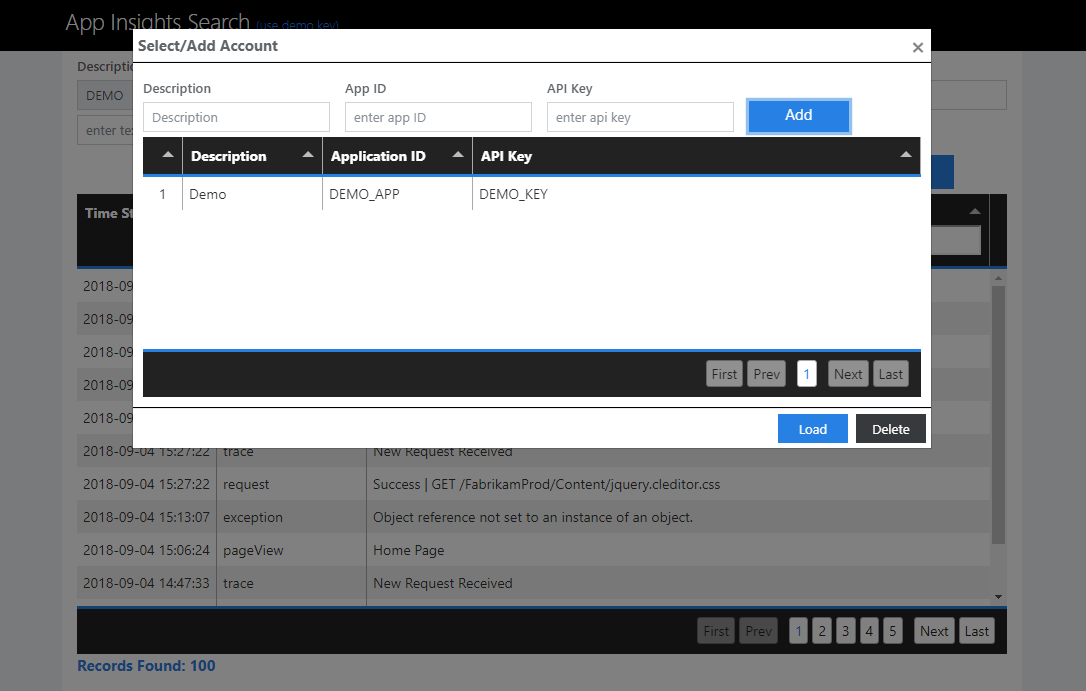 App Insights Search (use demo key)
Select/Add Account ×
Description App ID API Key
Description enter app ID enter api key Add
Description Application ID API Key
1 Demo DEMO_APP DEMO_KEY
First Prev 1 Next Last
Load Delete
DEMO
Time
2018-09
2018-09
2018-09
2018-09
2018-09
2018-09-04 15:27:22 trace New Request Received
2018-09-04 15:27:22 request Success | GET /FabrikamProd/Content/jquery.cleditor.css
2018-09-04 15:13:07 exception Object reference not set to an instance of an object.
2018-09-04 15:06:24 pageView Home Page
2018-09-04 14:47:33 trace New Request Received
First Prev 1 2 3 4 5 Next Last
Records Found: 100